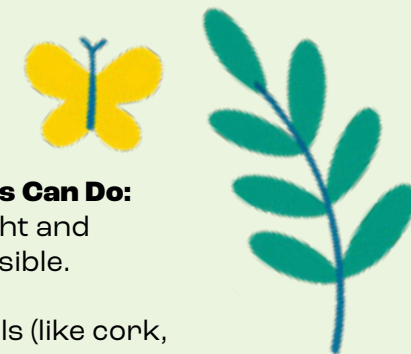 s Can Do:
ht and
sible.
ls (like cork,